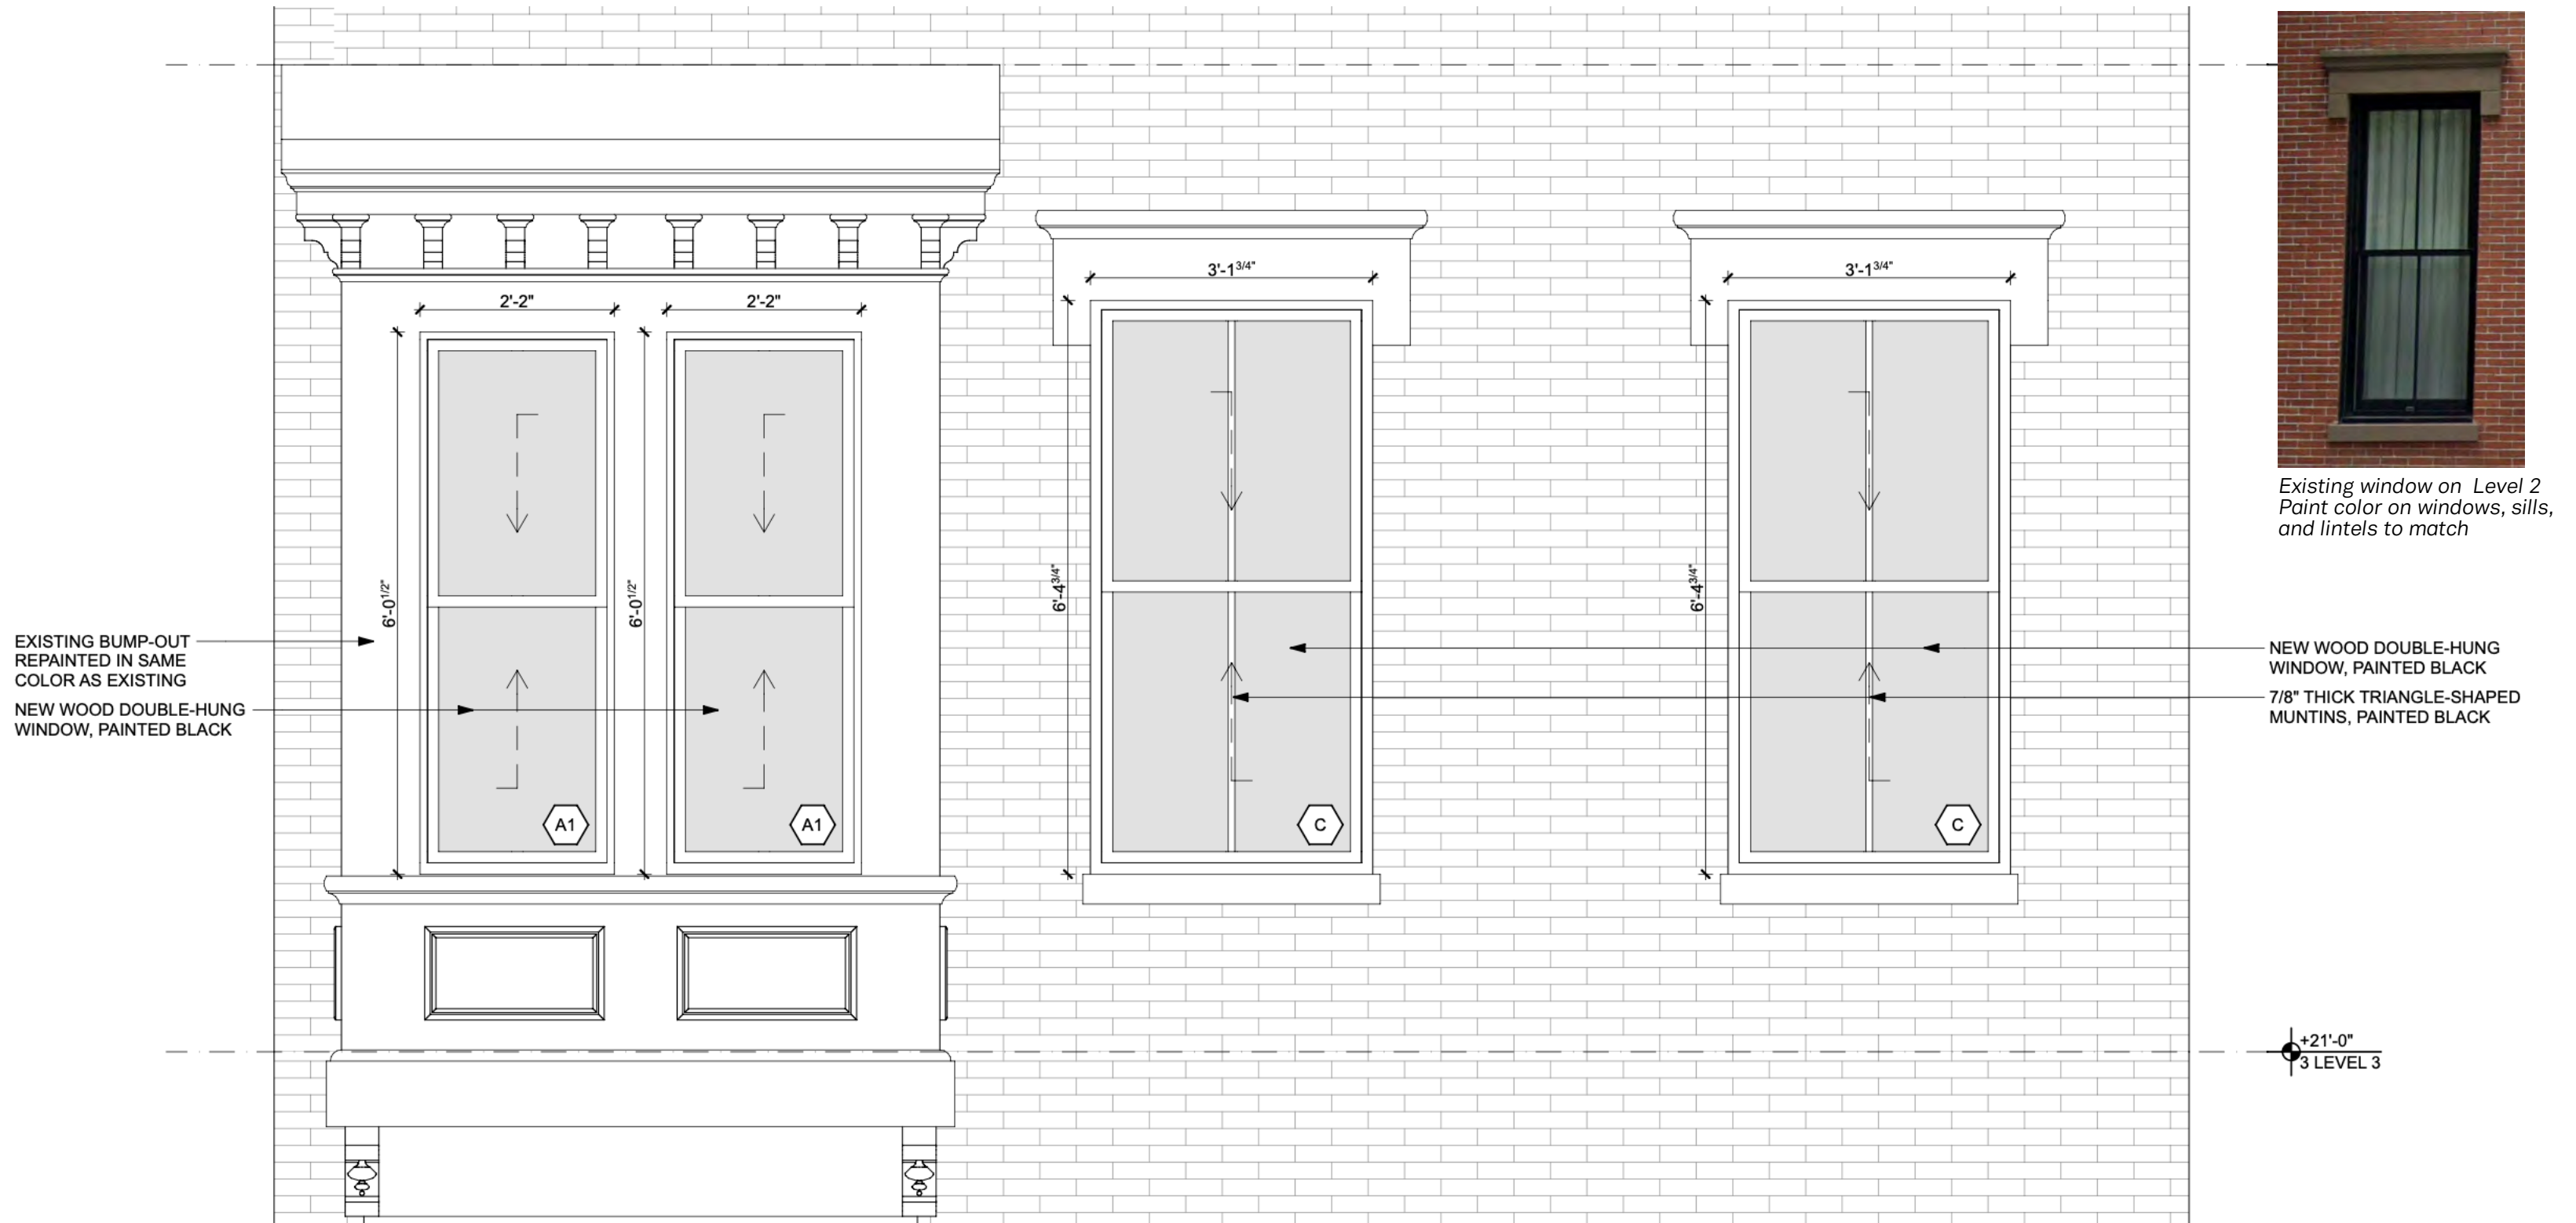 3'-1 3/4"
3'-1 3/4"
2'-2"
2'-2"
Existing window on Level 2
Paint color on windows, sills,
and lintels to match
6'-0 1/2"
6'-0 1/2"
6'-4 3/4"
6'-4 3/4"
EXISTING BUMP-OUT
REPAINTED IN SAME
COLOR AS EXISTING
NEW WOOD DOUBLE-HUNG
WINDOW, PAINTED BLACK
NEW WOOD DOUBLE-HUNG
WINDOW, PAINTED BLACK
7/8" THICK TRIANGLE-SHAPED
MUNTINS, PAINTED BLACK
A1
A1
C
C
+21'-0"
3 LEVEL 3